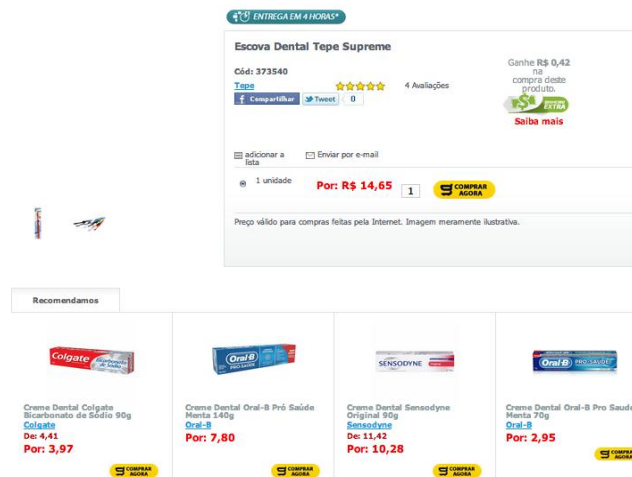 ENTREGA EM 4 HORAS*
Escova Dental Tepe Supreme
Cód: 373540
Tepe
4 Avaliações
Compartilhar
Tweet
0
Ganhe R$ 0,42
na
compra deste
produto.
EXTRA
Saiba mais
adicionar a
lista
Enviar por e-mail
1 unidade
Por: R$ 14,65
1
COMPRAR
AGORA
Preço válido para compras feitas pela Internet. Imagem meramente ilustrativa.
Recomendamos
Colgate
Bicarbonato
de Sódio
Oral-B
PRÓ-SAÚDE
SENSODYNE
Oral-B
PRÓ-SAÚDE
Creme Dental Colgate
Bicarbonato de Sódio 90g
Colgate
De: 4,41
Por: 3,97
COMPRAR
AGORA
Creme Dental Oral-B Pró Saúde
Menta 140g
Oral-B
Por: 7,80
COMPRAR
AGORA
Creme Dental Sensodyne
Original 90g
Sensodyne
De: 11,42
Por: 10,28
COMPRAR
AGORA
Creme Dental Oral-B Pro Saude
Menta 70g
Oral-B
Por: 2,95
COMPRAR
AGORA